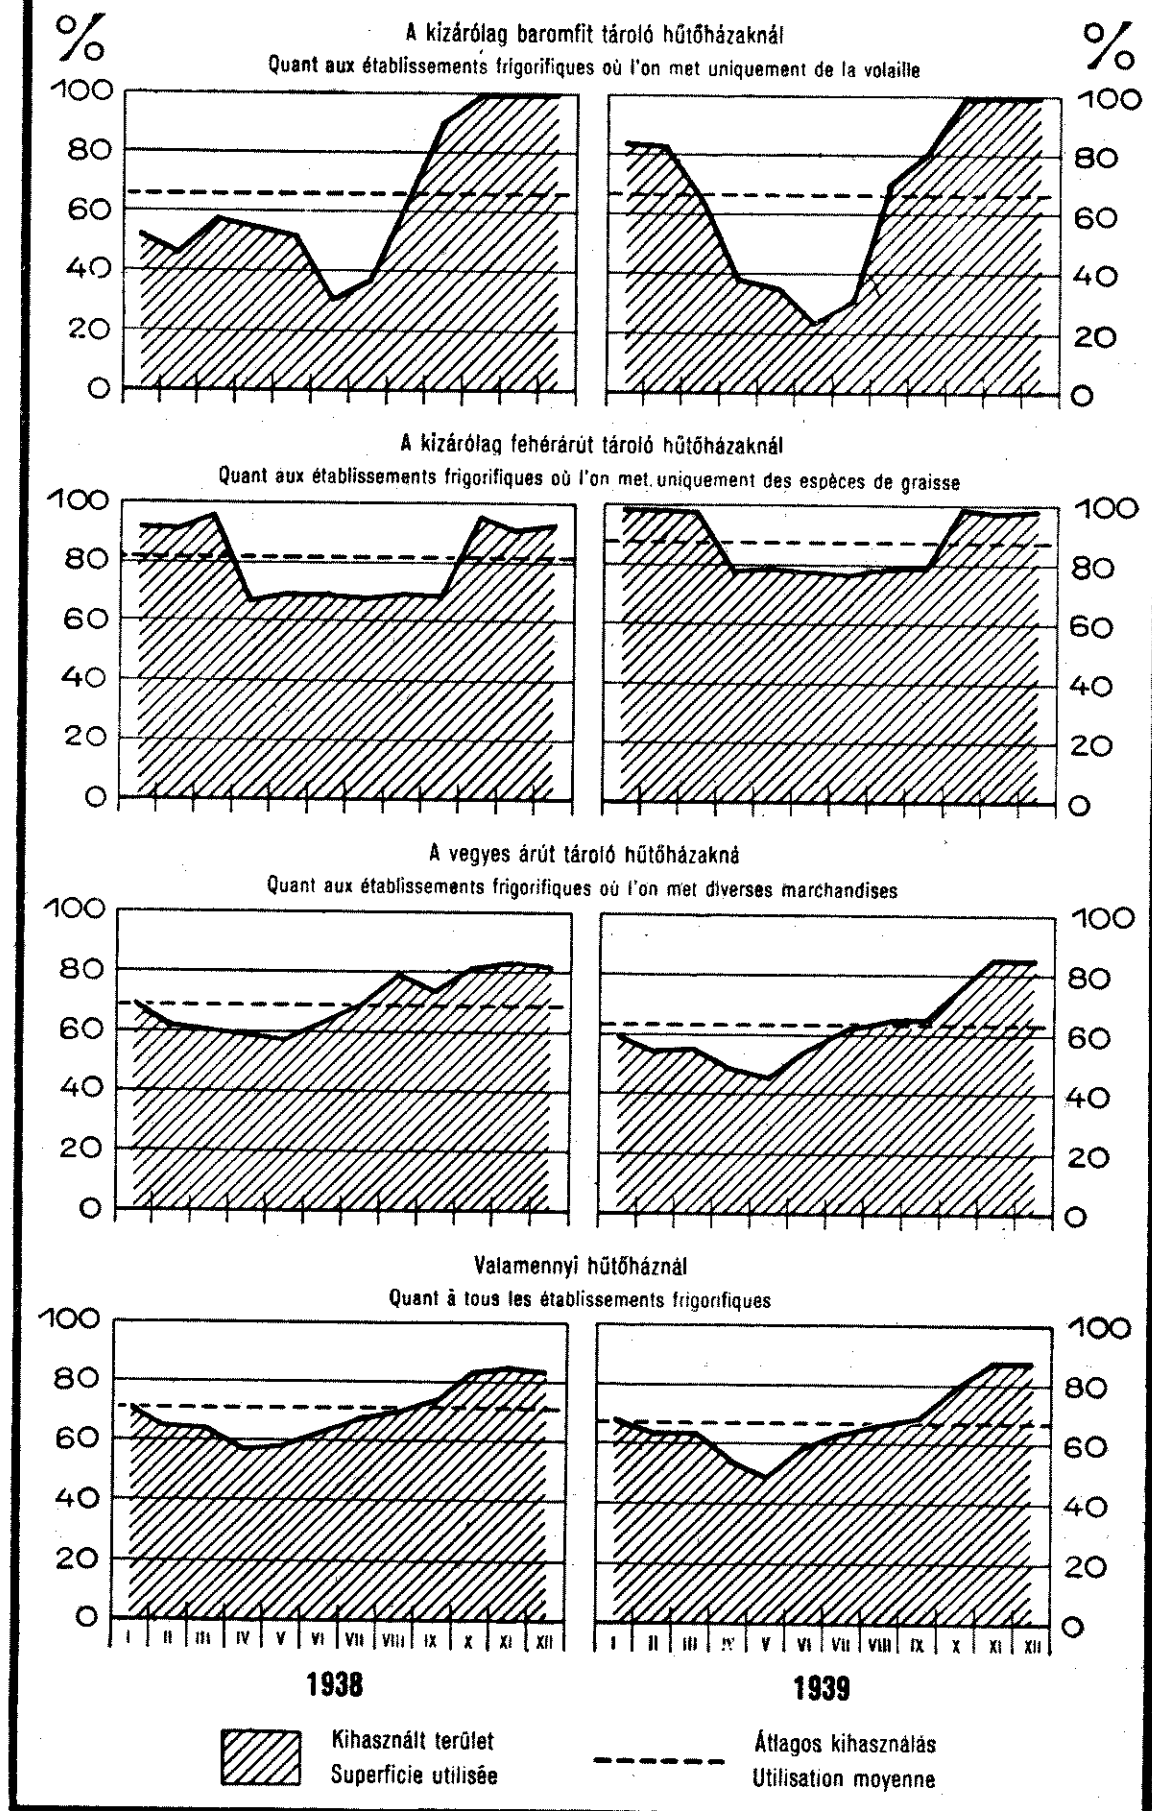 % %
A kizárólag baromfit tároló hűtőházaknál
Quant aux établissements frigorifiques où l'on met uniquement de la volaille
100 100
80 80
60 60
40 40
20 20
0 0
A kizárólag fehérárút tároló hűtőházaknál
Quant aux établissements frigorifiques où l'on met uniquement des espèces de graisse
100 100
80 80
60 60
40 40
20 20
0 0
A vegyes árút tároló hűtőházakná
Quant aux établissements frigorifiques où l'on met diverses marchandises
100 100
80 80
60 60
40 40
20 20
0 0
Valamennyi hűtőháznál
Quant à tous les établissements frigorifiques
100 100
80 80
60 60
40 40
20 20
0 0
I II III IV V VI VII VIII IX X XI XII I II III IV V VI VII VIII IX X XI XII
1938 1939
Kihasznált terület
Superficie utilisée
Átlagos kihasználás
Utilisation moyenne